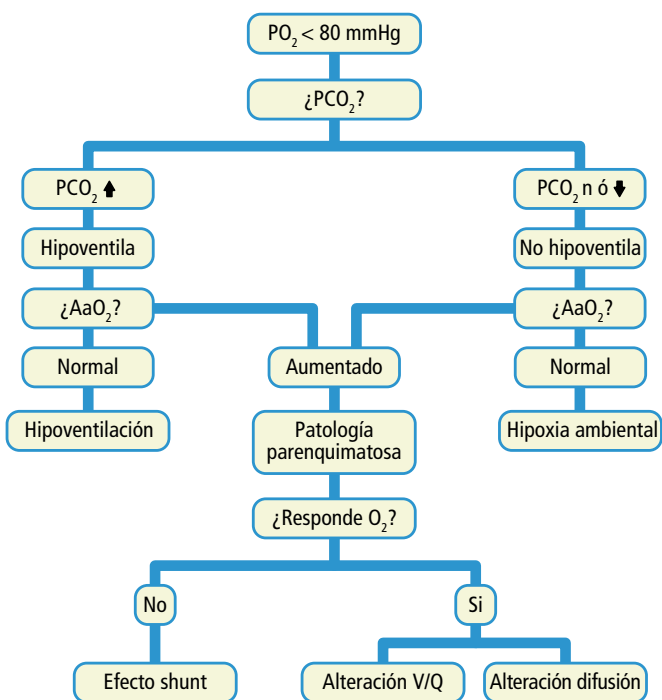 PO₂ < 80 mmHg
¿PCO₂?
PCO₂ ⬆
PCO₂ n ó ⬇
Hipoventila
No hipoventila
¿AaO₂?
¿AaO₂?
Normal
Aumentado
Normal
Hipoventilación
Patología
parenquimatosa
Hipoxia ambiental
¿Responde O₂?
No
Si
Efecto shunt
Alteración V/Q
Alteración difusión